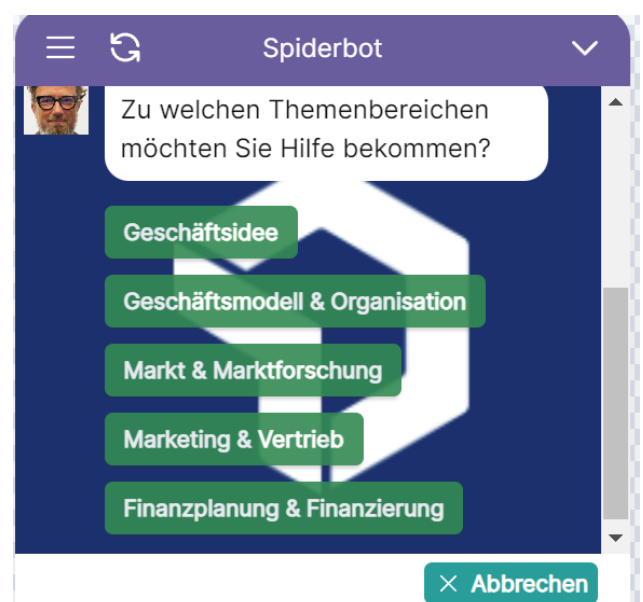 Spiderbot
Zu welchen Themenbereichen
möchten Sie Hilfe bekommen?
Geschäftsidee
Geschäftsmodell & Organisation
Markt & Marktforschung
Marketing & Vertrieb
Finanzplanung & Finanzierung
Abbrechen